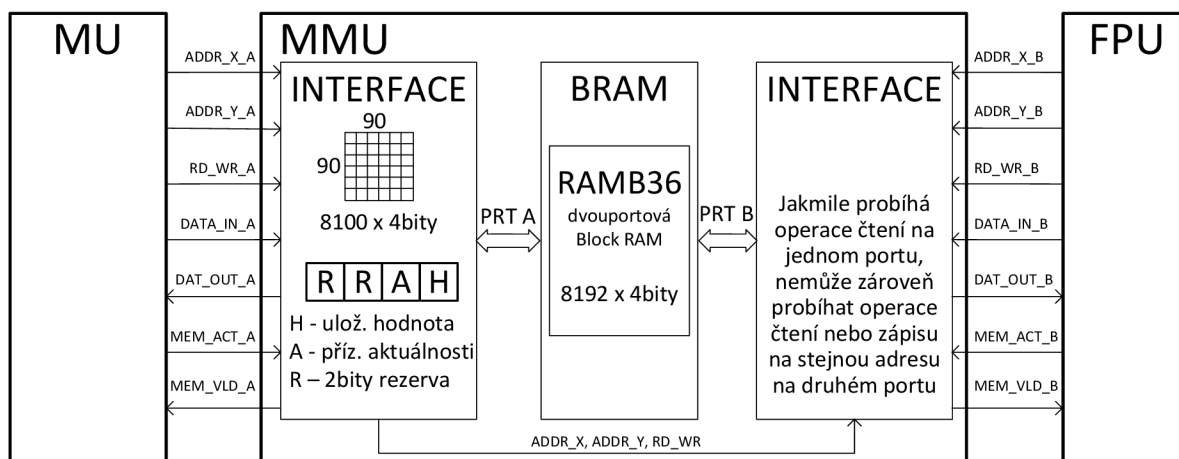 MU
ADDR_X_A
ADDR_Y_A
RD_WR_A
DATA_IN_A
DAT_OUT_A
MEM_ACT_A
MEM_VLD_A
MMU
INTERFACE
90
90
8100 x 4bity
R R A H
H - ulož. hodnota
A - příz. aktuálnosti
R – 2bity rezerva
PRT A
BRAM
RAMB36
dvouportová
Block RAM
8192 x 4bity
PRT B
INTERFACE
Jakmile probíhá
operace čtení na
jednom portu,
nemůže zároveň
probíhat operace
čtení nebo zápisu
na stejnou adresu
na druhém portu
ADDR_X, ADDR_Y, RD_WR
FPU
ADDR_X_B
ADDR_Y_B
RD_WR_B
DATA_IN_B
DAT_OUT_B
MEM_ACT_B
MEM_VLD_B